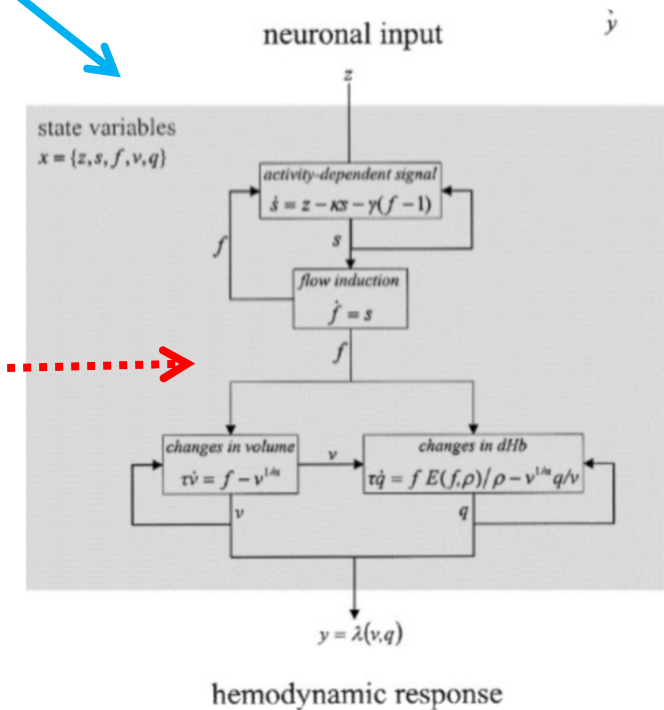 neuronal input
ẏ
z
state variables
x = {z,s,f,v,q}
activity-dependent signal
ṡ = z − κs − γ(f − 1)
f
s
flow induction
ḟ = s
f
changes in volume
τv̇ = f − v^{1/α}
v
changes in dHb
τq̇ = f E(f,ρ)/ρ − v^{1/α} q/v
v
q
y = λ(v,q)
hemodynamic response